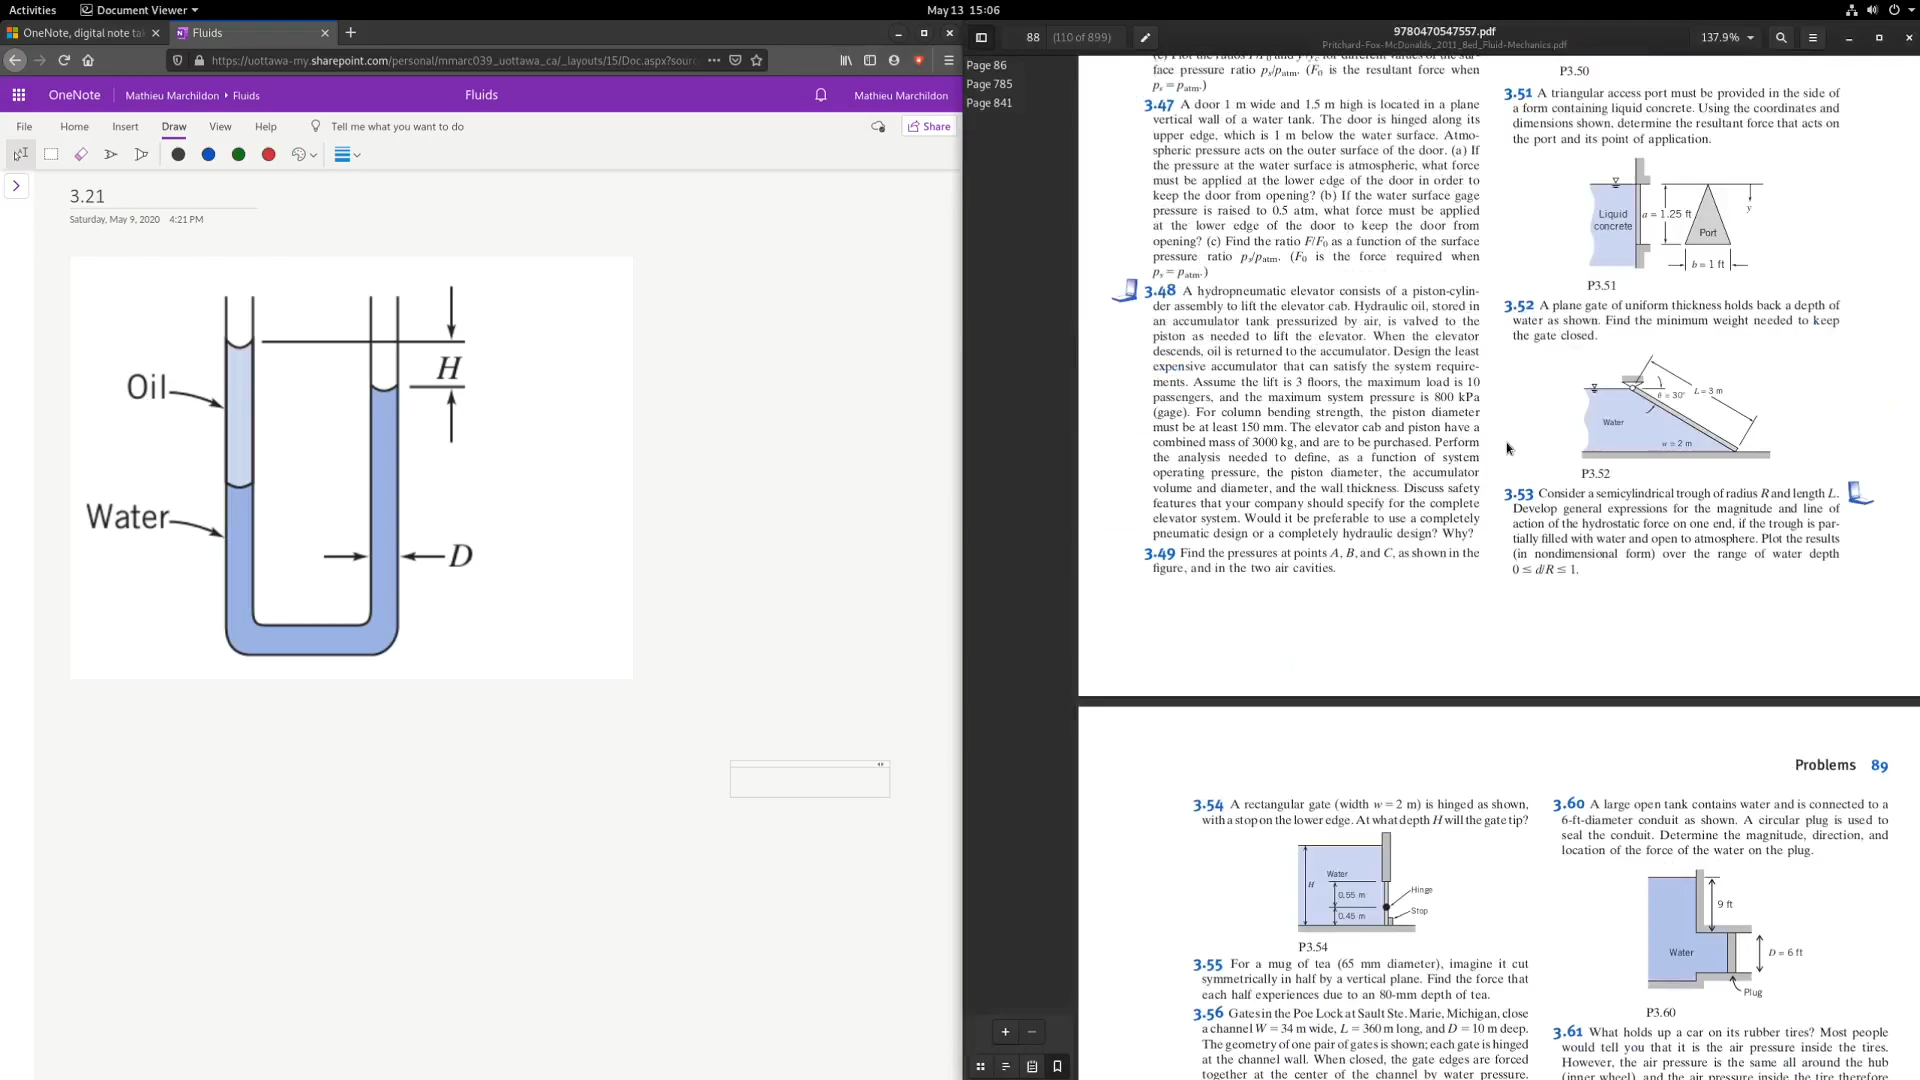 Activities
Document Viewer
May 13 15:06
OneNote, digital note ta
Fluids
https://uottawa-my.sharepoint.com/personal/mmarc039_uottawa_ca/_layouts/15/Doc.aspx?sourc
OneNote
Mathieu Marchildon
Fluids
Fluids
Mathieu Marchildon
File
Home
Insert
Draw
View
Help
Tell me what you want to do
Share
3.21
Saturday, May 9, 2020 4:21 PM
Oil
H
Water
D
88
(110 of 899)
9780470547557.pdf
Pritchard-Fox-McDonalds_2011_8ed_Fluid-Mechanics.pdf
137.9%
Page 86
Page 785
Page 841
face pressure ratio ps/patm. (F0 is the resultant force when
ps = patm.)
3.47 A door 1 m wide and 1.5 m high is located in a plane
vertical wall of a water tank. The door is hinged along its
upper edge, which is 1 m below the water surface. Atmo-
spheric pressure acts on the outer surface of the door. (a) If
the pressure at the water surface is atmospheric, what force
must be applied at the lower edge of the door in order to
keep the door from opening? (b) If the water surface gage
pressure is raised to 0.5 atm, what force must be applied
at the lower edge of the door to keep the door from
opening? (c) Find the ratio F/F0 as a function of the surface
pressure ratio ps/patm. (F0 is the force required when
ps = patm.)
3.48 A hydropneumatic elevator consists of a piston-cylin-
der assembly to lift the elevator cab. Hydraulic oil, stored in
an accumulator tank pressurized by air, is valved to the
piston as needed to lift the elevator. When the elevator
descends, oil is returned to the accumulator. Design the least
expensive accumulator that can satisfy the system require-
ments. Assume the lift is 3 floors, the maximum load is 10
passengers, and the maximum system pressure is 800 kPa
(gage). For column bending strength, the piston diameter
must be at least 150 mm. The elevator cab and piston have a
combined mass of 3000 kg, and are to be purchased. Perform
the analysis needed to define, as a function of system
operating pressure, the piston diameter, the accumulator
volume and diameter, and the wall thickness. Discuss safety
features that your company should specify for the complete
elevator system. Would it be preferable to use a completely
pneumatic design or a completely hydraulic design? Why?
3.49 Find the pressures at points A, B, and C, as shown in the
figure, and in the two air cavities.
P3.50
3.51 A triangular access port must be provided in the side of
a form containing liquid concrete. Using the coordinates and
dimensions shown, determine the resultant force that acts on
the port and its point of application.
Liquid
concrete
a = 1.25 ft
y
Port
b = 1 ft
P3.51
3.52 A plane gate of uniform thickness holds back a depth of
water as shown. Find the minimum weight needed to keep
the gate closed.
L = 3 m
θ = 30°
Water
w = 2 m
P3.52
3.53 Consider a semicylindrical trough of radius R and length L.
Develop general expressions for the magnitude and line of
action of the hydrostatic force on one end, if the trough is par-
tially filled with water and open to atmosphere. Plot the results
(in nondimensional form) over the range of water depth
0 ≤ d/R ≤ 1.
Problems 89
3.54 A rectangular gate (width w = 2 m) is hinged as shown,
with a stop on the lower edge. At what depth H will the gate tip?
Water
H
0.55 m
Hinge
0.45 m
Stop
P3.54
3.55 For a mug of tea (65 mm diameter), imagine it cut
symmetrically in half by a vertical plane. Find the force that
each half experiences due to an 80-mm depth of tea.
3.56 Gates in the Poe Lock at Sault Ste. Marie, Michigan, close
a channel W = 34 m wide, L = 360 m long, and D = 10 m deep.
The geometry of one pair of gates is shown; each gate is hinged
at the channel wall. When closed, the gate edges are forced
together at the center of the channel by water pressure.
3.60 A large open tank contains water and is connected to a
6-ft-diameter conduit as shown. A circular plug is used to
seal the conduit. Determine the magnitude, direction, and
location of the force of the water on the plug.
9 ft
Water
D = 6 ft
Plug
P3.60
3.61 What holds up a car on its rubber tires? Most people
would tell you that it is the air pressure inside the tires.
However, the air pressure is the same all around the hub
(inner wheel), and the air pressure inside the tire therefore